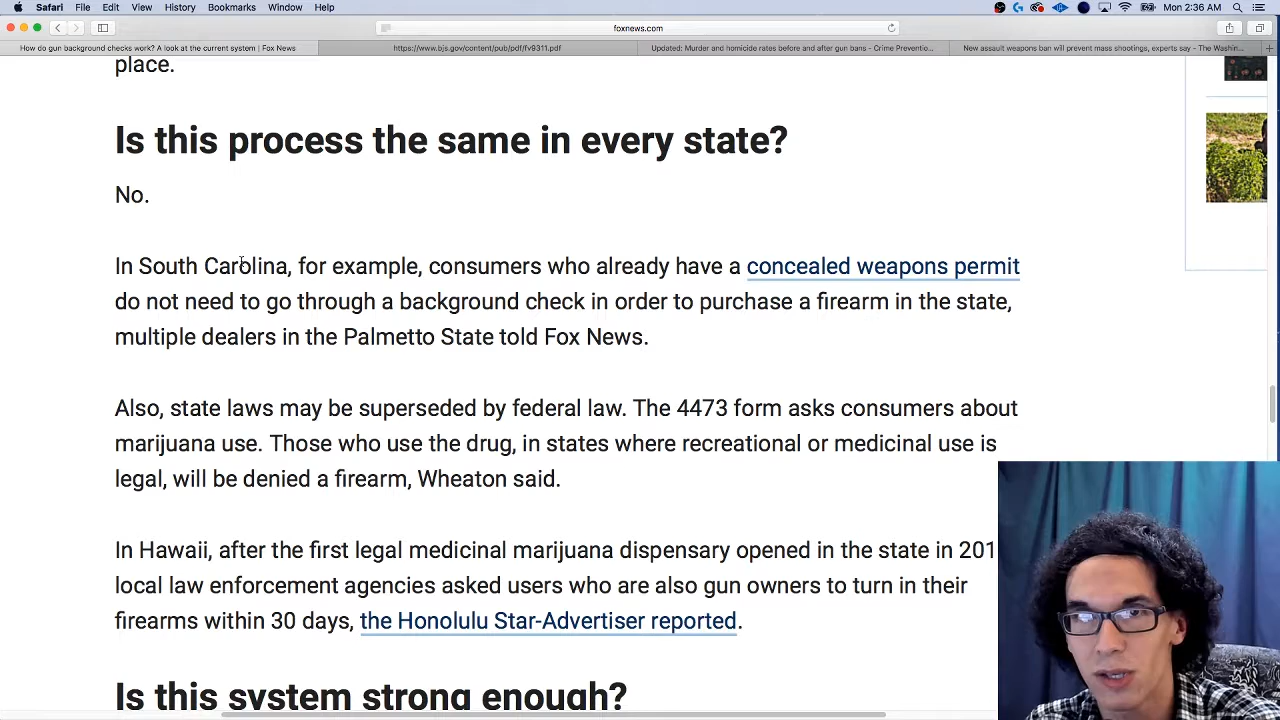 Safari File Edit View History Bookmarks Window Help
Mon 2:36 AM
foxnews.com
How do gun background checks work? A look at the current system | Fox News
https://www.bjs.gov/content/pub/pdf/fv9311.pdf
Updated: Murder and homicide rates before and after gun bans - Crime Preventio...
New assault weapons ban will prevent mass shootings, experts say - The Washin...
place.
Is this process the same in every state?
No.
In South Carolina, for example, consumers who already have a concealed weapons permit
do not need to go through a background check in order to purchase a firearm in the state,
multiple dealers in the Palmetto State told Fox News.
Also, state laws may be superseded by federal law. The 4473 form asks consumers about
marijuana use. Those who use the drug, in states where recreational or medicinal use is
legal, will be denied a firearm, Wheaton said.
In Hawaii, after the first legal medicinal marijuana dispensary opened in the state in 201
local law enforcement agencies asked users who are also gun owners to turn in their
firearms within 30 days, the Honolulu Star-Advertiser reported.
Is this system strong enough?